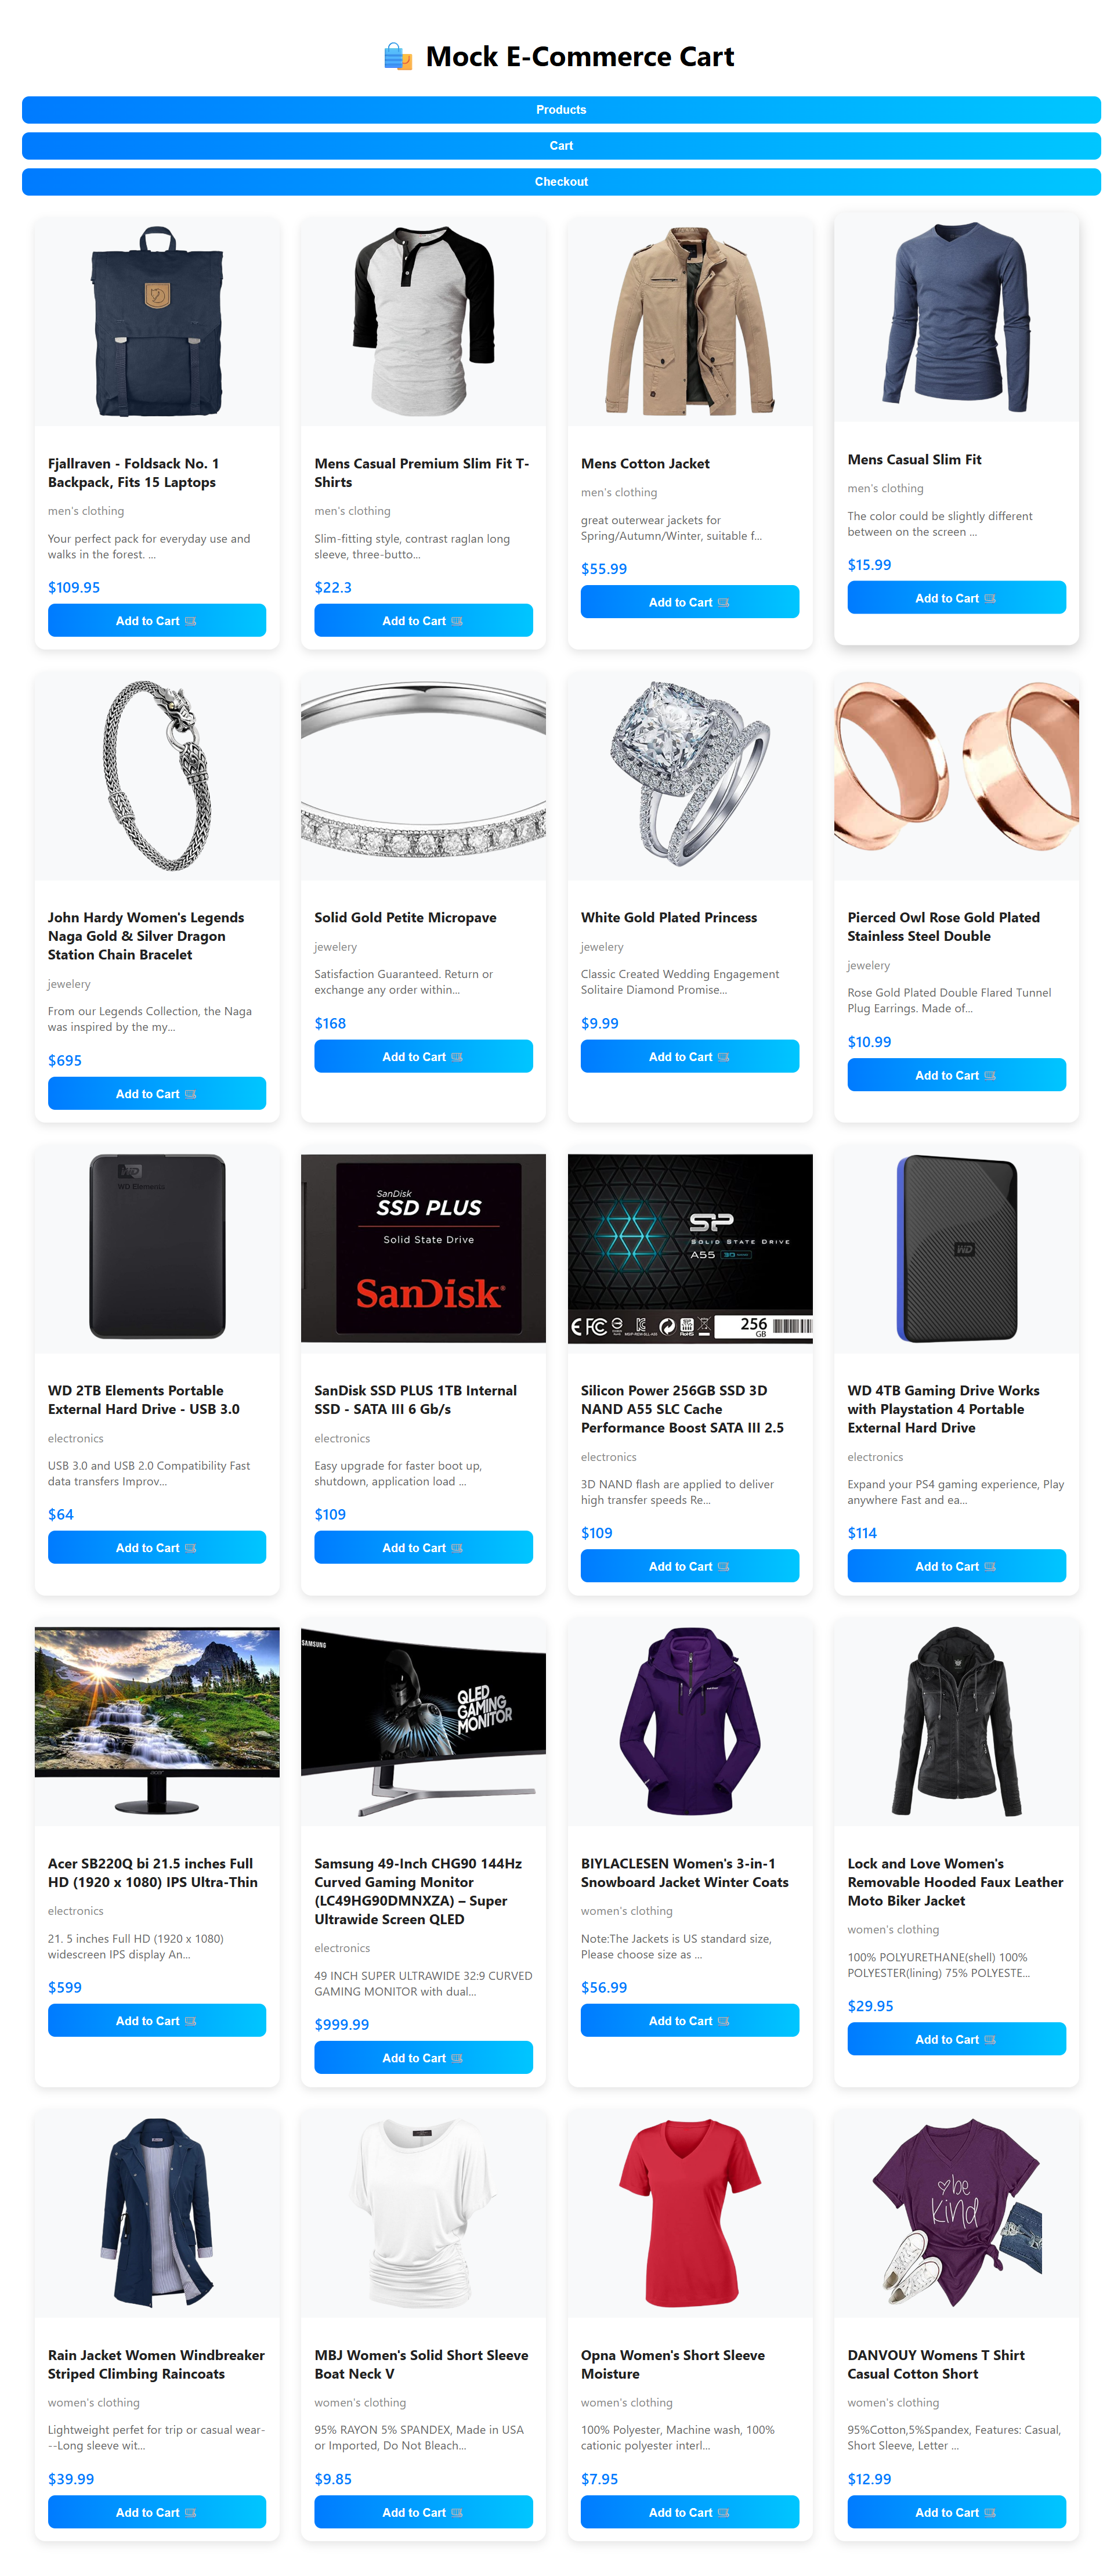 Mock E-Commerce Cart
Products
Cart
Checkout
Fjallraven - Foldsack No. 1
Backpack, Fits 15 Laptops
men's clothing
Your perfect pack for everyday use and
walks in the forest. ...
$109.95
Add to Cart
Mens Casual Premium Slim Fit T-
Shirts
men's clothing
Slim-fitting style, contrast raglan long
sleeve, three-butto...
$22.3
Add to Cart
Mens Cotton Jacket
men's clothing
great outerwear jackets for
Spring/Autumn/Winter, suitable f...
$55.99
Add to Cart
Mens Casual Slim Fit
men's clothing
The color could be slightly different
between on the screen ...
$15.99
Add to Cart
John Hardy Women's Legends
Naga Gold & Silver Dragon
Station Chain Bracelet
jewelery
From our Legends Collection, the Naga
was inspired by the my...
$695
Add to Cart
Solid Gold Petite Micropave
jewelery
Satisfaction Guaranteed. Return or
exchange any order within...
$168
Add to Cart
White Gold Plated Princess
jewelery
Classic Created Wedding Engagement
Solitaire Diamond Promise...
$9.99
Add to Cart
Pierced Owl Rose Gold Plated
Stainless Steel Double
jewelery
Rose Gold Plated Double Flared Tunnel
Plug Earrings. Made of...
$10.99
Add to Cart
WD
WD Elements
WD 2TB Elements Portable
External Hard Drive - USB 3.0
electronics
USB 3.0 and USB 2.0 Compatibility Fast
data transfers Improv...
$64
Add to Cart
SanDisk
SSD PLUS
Solid State Drive
SanDisk
SanDisk SSD PLUS 1TB Internal
SSD - SATA III 6 Gb/s
electronics
Easy upgrade for faster boot up,
shutdown, application load ...
$109
Add to Cart
SP
SOLID STATE DRIVE
A55
256
GB
Silicon Power 256GB SSD 3D
NAND A55 SLC Cache
Performance Boost SATA III 2.5
electronics
3D NAND flash are applied to deliver
high transfer speeds Re...
$109
Add to Cart
WD
WD 4TB Gaming Drive Works
with Playstation 4 Portable
External Hard Drive
electronics
Expand your PS4 gaming experience, Play
anywhere Fast and ea...
$114
Add to Cart
acer
Acer SB220Q bi 21.5 inches Full
HD (1920 x 1080) IPS Ultra-Thin
electronics
21. 5 inches Full HD (1920 x 1080)
widescreen IPS display An...
$599
Add to Cart
SAMSUNG
QLED
GAMING
MONITOR
Samsung 49-Inch CHG90 144Hz
Curved Gaming Monitor
(LC49HG90DMNXZA) – Super
Ultrawide Screen QLED
electronics
49 INCH SUPER ULTRAWIDE 32:9 CURVED
GAMING MONITOR with dual...
$999.99
Add to Cart
BIYLACLESEN Women's 3-in-1
Snowboard Jacket Winter Coats
women's clothing
Note:The Jackets is US standard size,
Please choose size as ...
$56.99
Add to Cart
Lock and Love Women's
Removable Hooded Faux Leather
Moto Biker Jacket
women's clothing
100% POLYURETHANE(shell) 100%
POLYESTER(lining) 75% POLYESTE...
$29.95
Add to Cart
Rain Jacket Women Windbreaker
Striped Climbing Raincoats
women's clothing
Lightweight perfet for trip or casual wear-
--Long sleeve wit...
$39.99
Add to Cart
MBJ Women's Solid Short Sleeve
Boat Neck V
women's clothing
95% RAYON 5% SPANDEX, Made in USA
or Imported, Do Not Bleach...
$9.85
Add to Cart
Opna Women's Short Sleeve
Moisture
women's clothing
100% Polyester, Machine wash, 100%
cationic polyester interl...
$7.95
Add to Cart
be
kind
DANVOUY Womens T Shirt
Casual Cotton Short
women's clothing
95%Cotton,5%Spandex, Features: Casual,
Short Sleeve, Letter ...
$12.99
Add to Cart